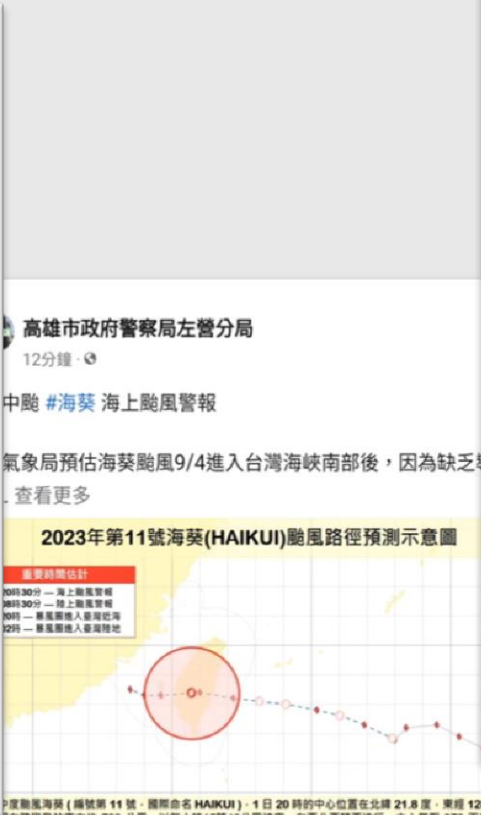 高雄市政府警察局左營分局
12分鐘
中颱 #海葵 海上颱風警報
氣象局預估海葵颱風9/4進入台灣海峽南部後，因為缺乏
... 查看更多
2023年第11號海葵(HAIKUI)颱風路徑預測示意圖
重要時間估計
20時30分 — 海上颱風警報
08時30分 — 陸上颱風警報
20時 — 暴風圈進入臺灣近海
02時 — 暴風圈進入臺灣陸地
中度颱風海葵 ( 編號第 11 號，國際命名 HAIKUI )，1 日 20 時的中心位置在北緯 21.8 度，東經 12